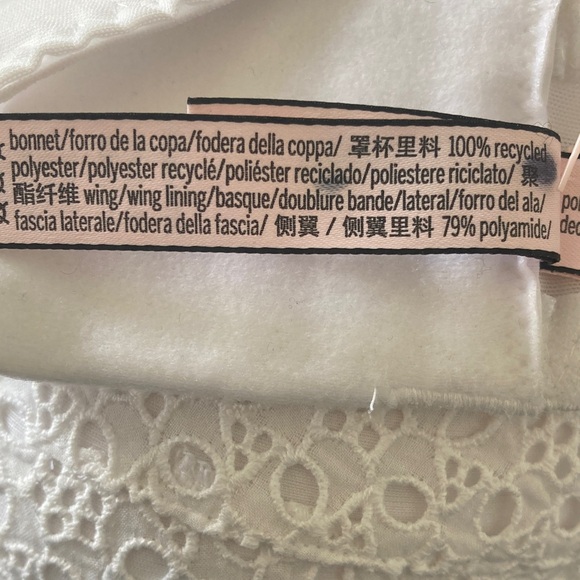 bonnet/forro de la copa/fodera della coppa/ 罩杯里料 100% recycled
polyester/polyester recyclé/poliéster reciclado/poliestere riciclato/ 聚
酯纤维 wing/wing lining/basque/doublure bande/lateral/forro del ala/
fascia laterale/fodera della fascia/ 侧翼 / 侧翼里料 79% polyamide/